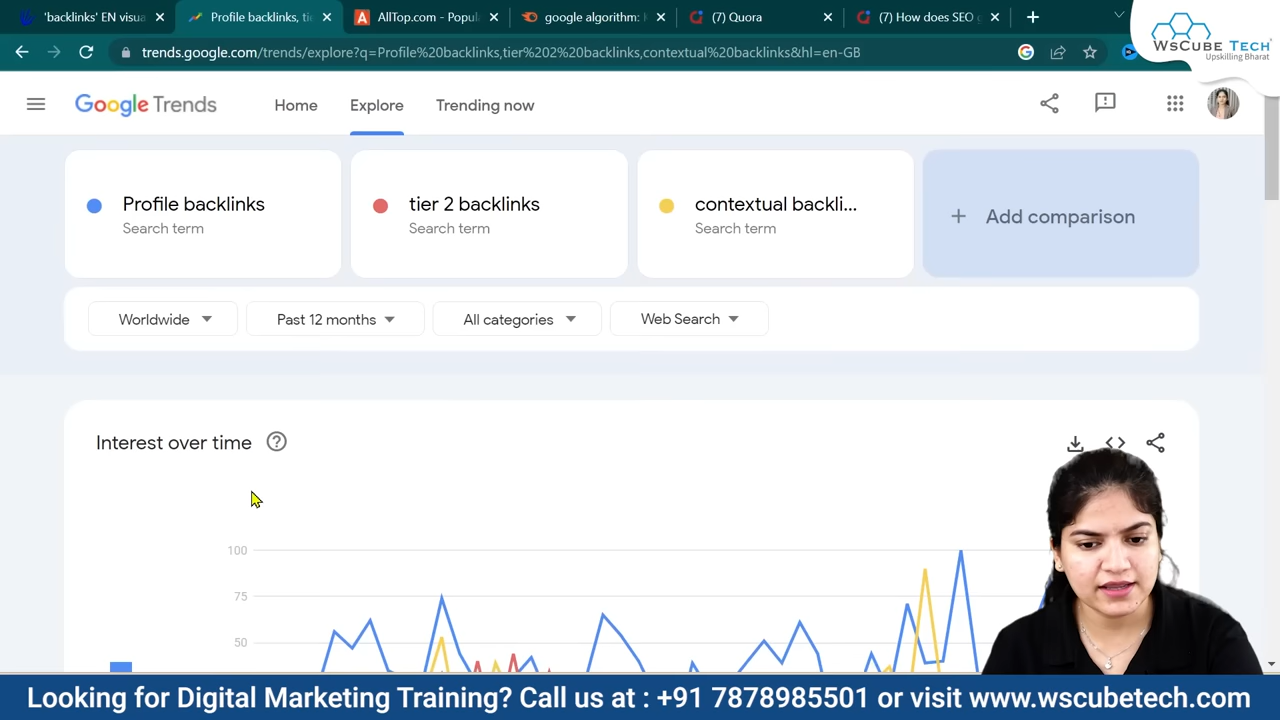 'backlinks' EN visua
Profile backlinks, tie
AllTop.com - Popul
google algorithm:
(7) Quora
(7) How does SEO
WsCube Tech
Upskilling Bharat
trends.google.com/trends/explore?q=Profile%20backlinks,tier%202%20backlinks,contextual%20backlinks&hl=en-GB
Google Trends
Home
Explore
Trending now
Profile backlinks
Search term
tier 2 backlinks
Search term
contextual backli...
Search term
+ Add comparison
Worldwide
Past 12 months
All categories
Web Search
Interest over time
100
75
50
Looking for Digital Marketing Training? Call us at : +91 7878985501 or visit www.wscubetech.com